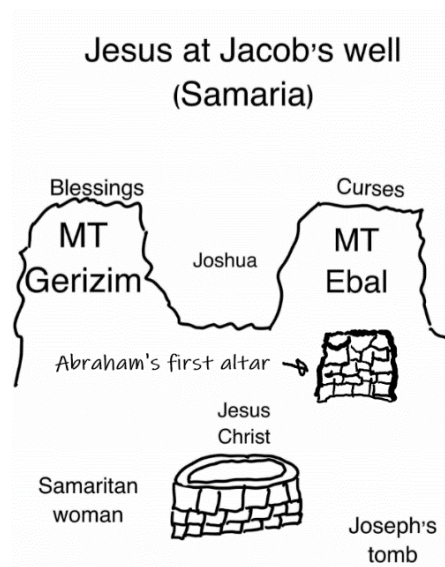 Jesus at Jacob's well
(Samaria)
Blessings
Curses
MT
Gerizim
Joshua
MT
Ebal
Abraham's first altar
Jesus
Christ
Samaritan
woman
Joseph's
tomb